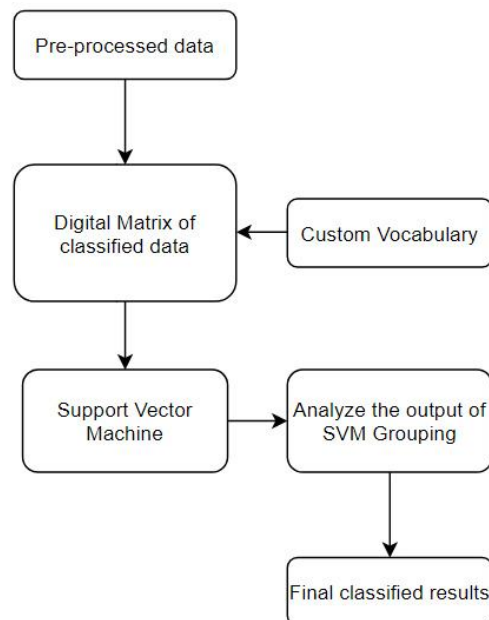 Pre-processed data
Digital Matrix of
classified data
Custom Vocabulary
Support Vector
Machine
Analyze the output of
SVM Grouping
Final classified results